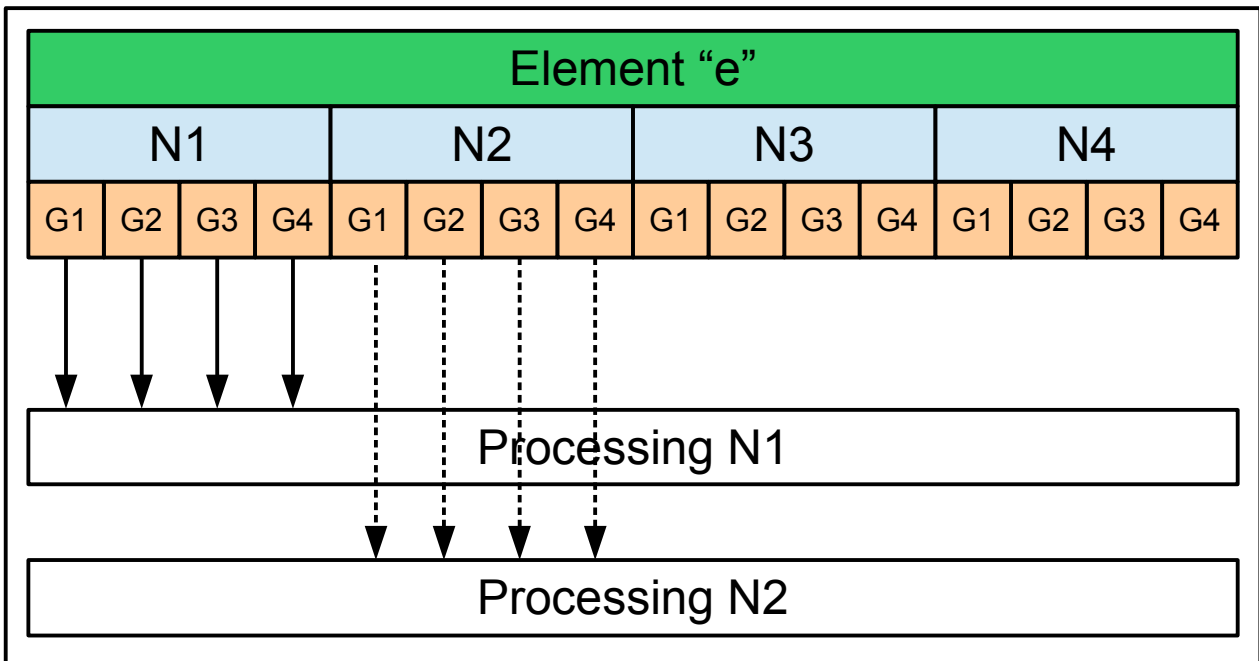 Element “e”
N1 N2 N3 N4
G1 G2 G3 G4 G1 G2 G3 G4 G1 G2 G3 G4 G1 G2 G3 G4
Processing N1
Processing N2